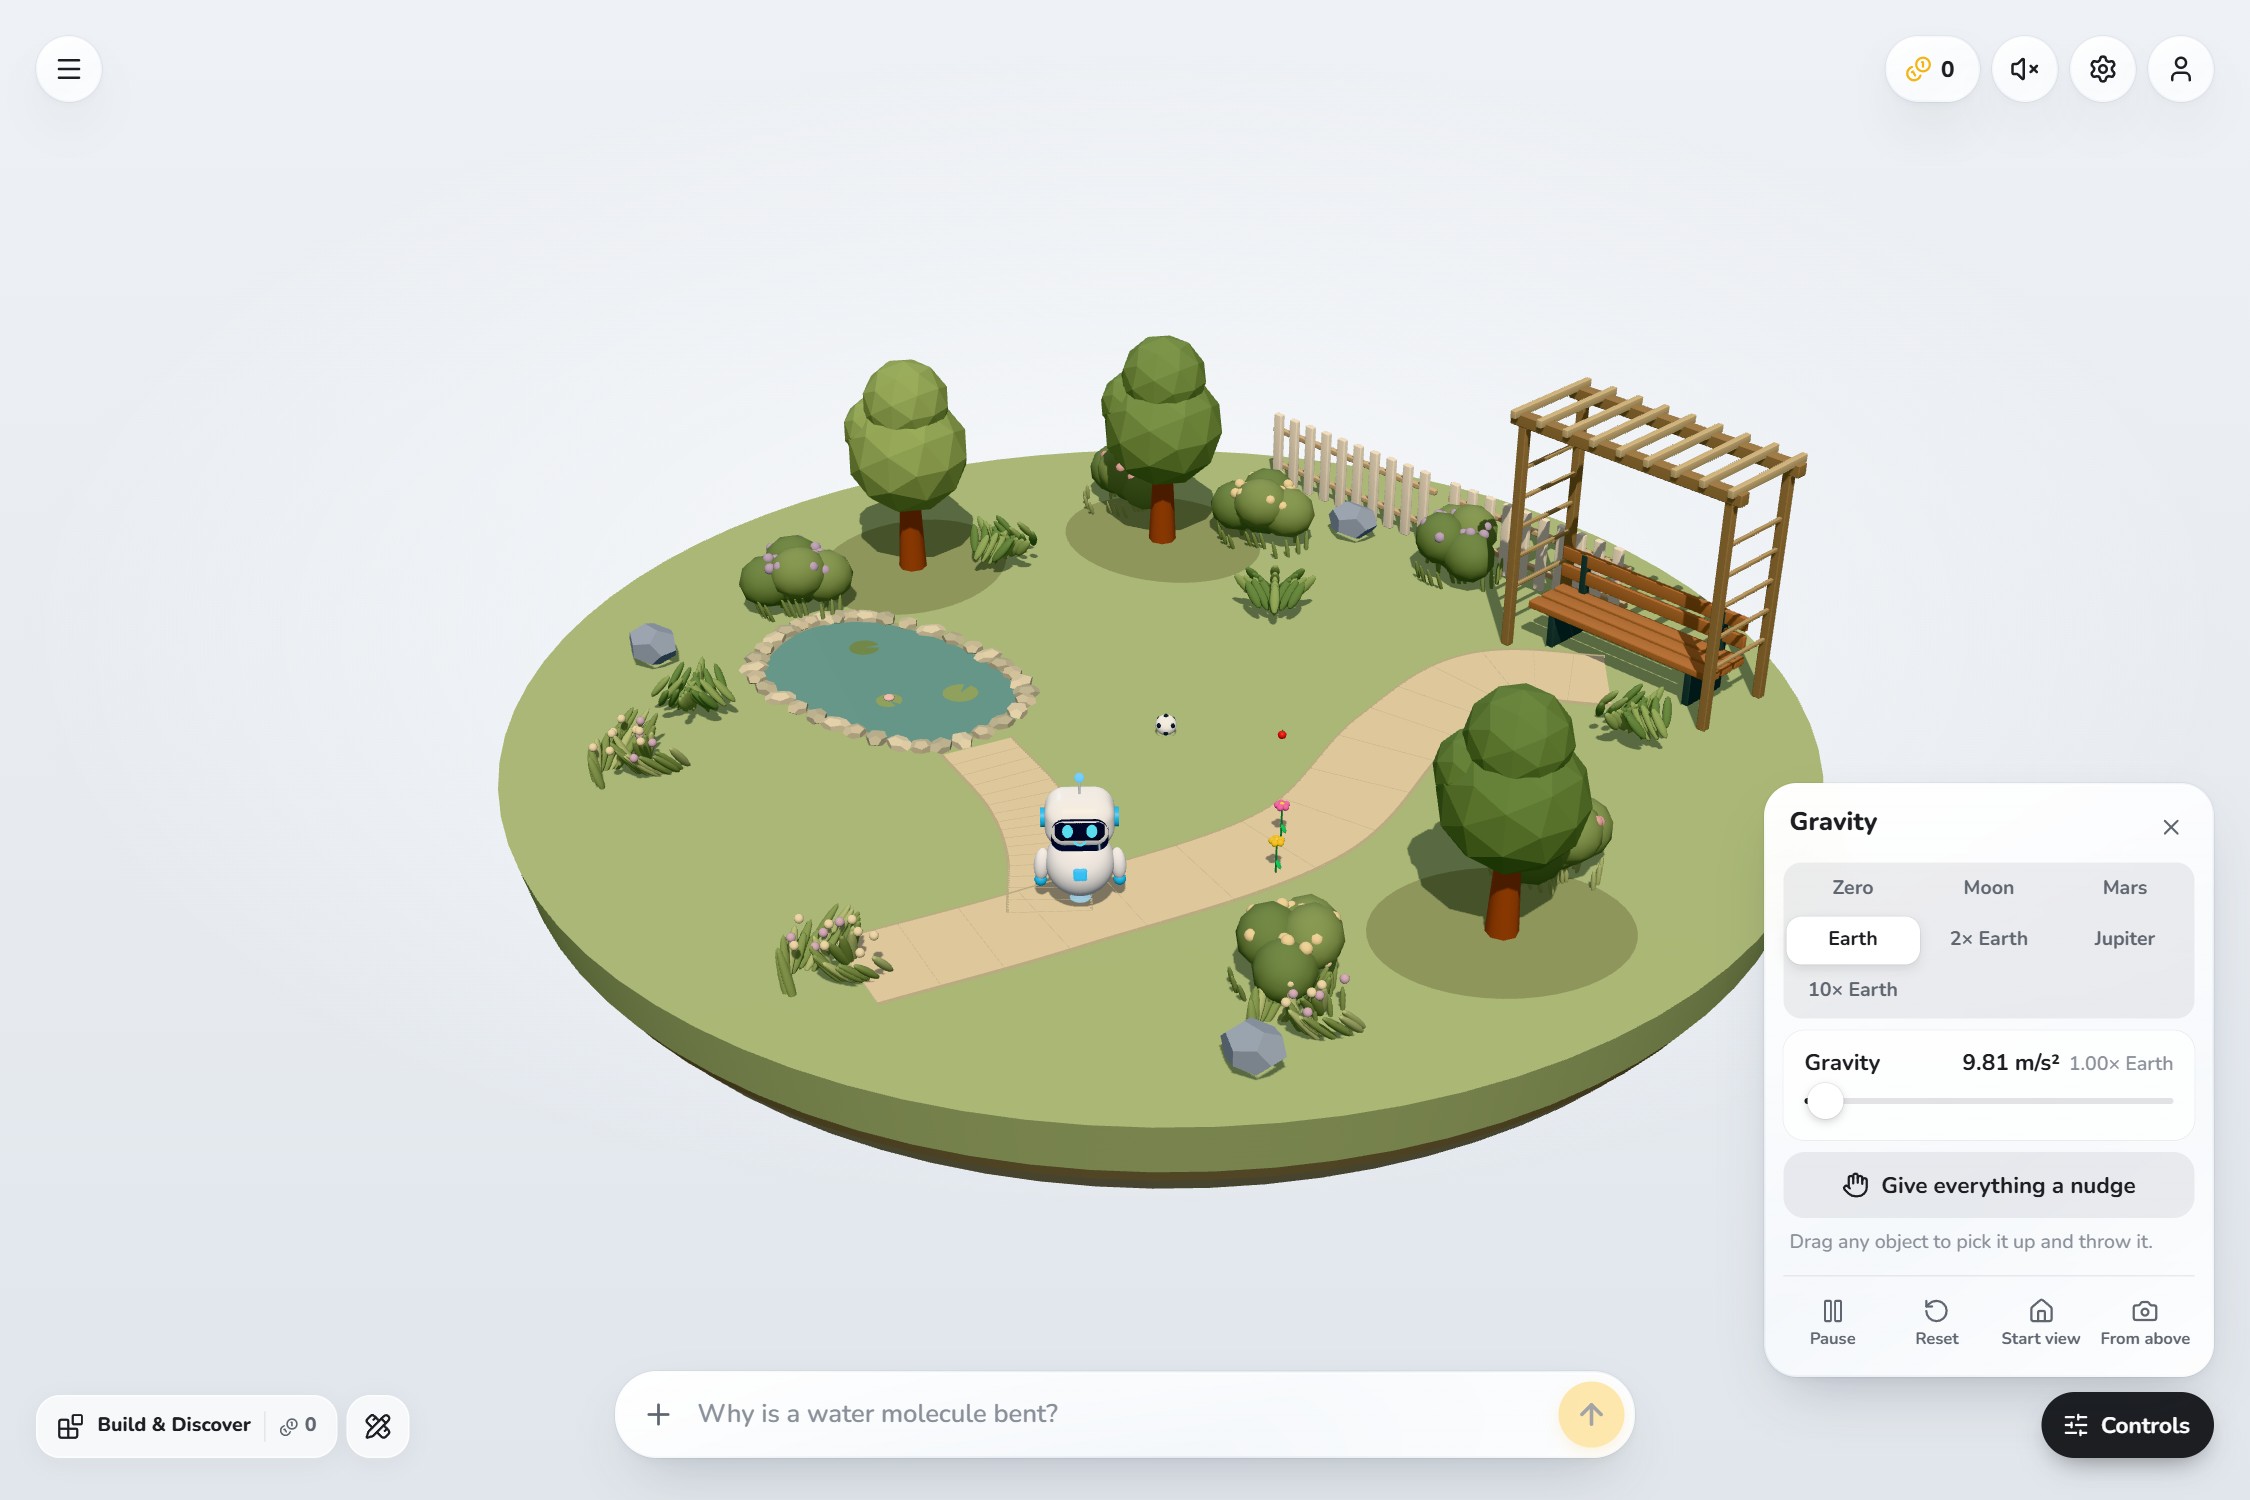 0
Gravity
Zero Moon Mars
Earth 2× Earth Jupiter
10× Earth
Gravity 9.81 m/s² 1.00× Earth
Give everything a nudge
Drag any object to pick it up and throw it.
Pause Reset Start view From above
Build & Discover 0
Why is a water molecule bent?
Controls